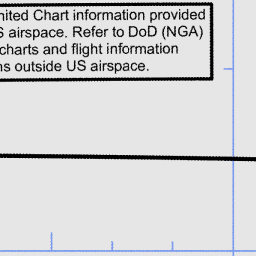 nited Chart information provided
S airspace. Refer to DoD (NGA)
charts and flight information
ns outside US airspace.